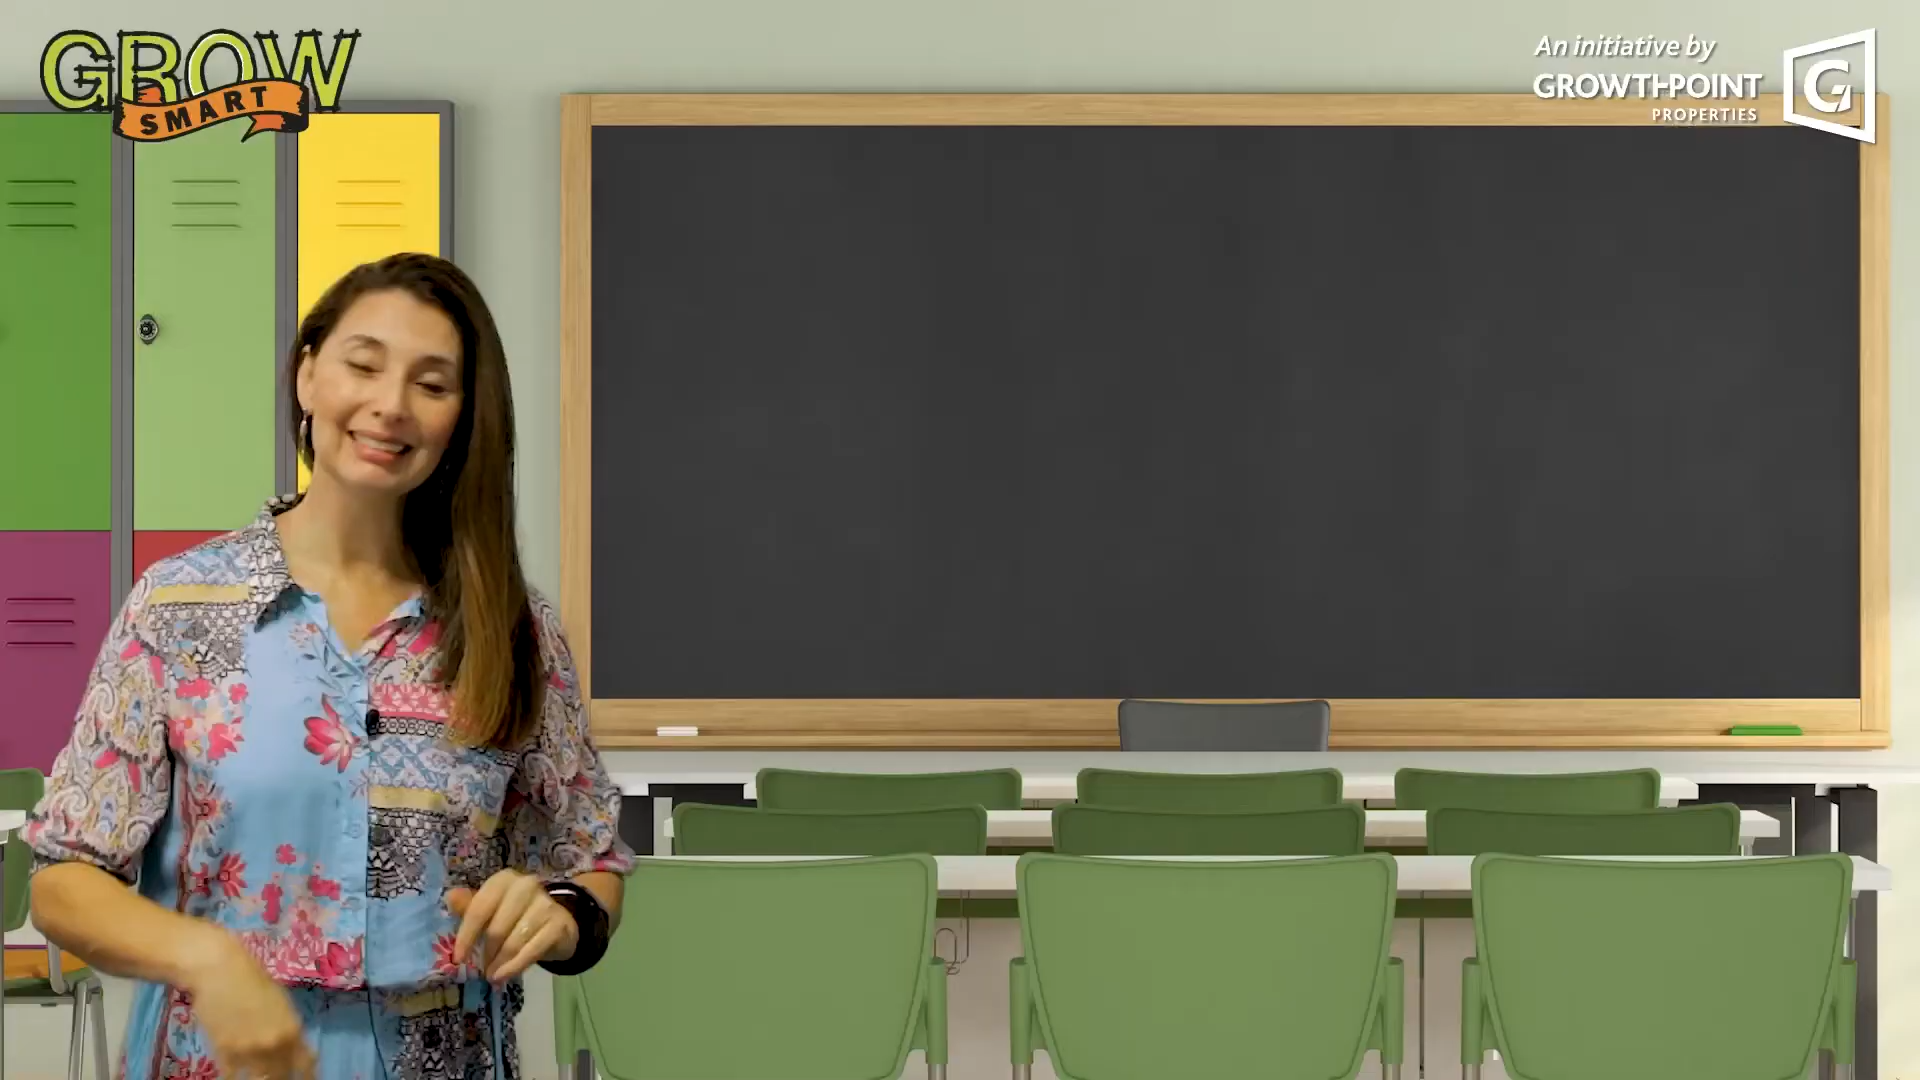 GROW
SMART
An initiative by
GROWTHPOINT
PROPERTIES
G